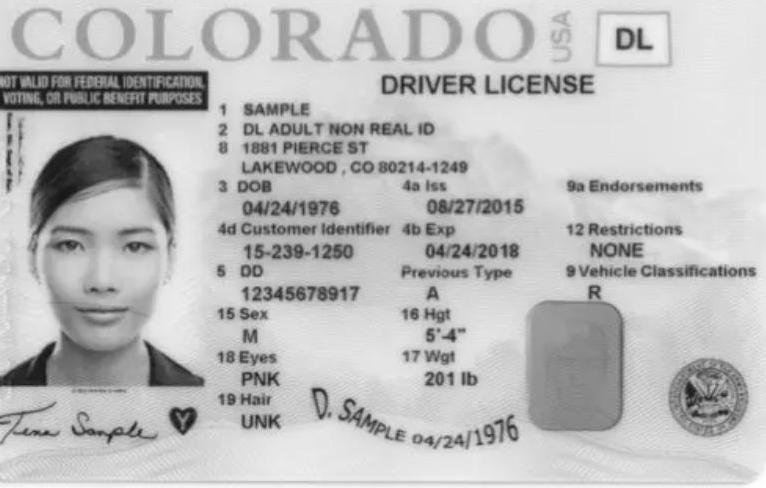 COLORADO USA DL
NOT VALID FOR FEDERAL IDENTIFICATION,
VOTING, OR PUBLIC BENEFIT PURPOSES
DRIVER LICENSE
1 SAMPLE
2 DL ADULT NON REAL ID
8 1881 PIERCE ST
LAKEWOOD , CO 80214-1249
3 DOB 4a Iss 9a Endorsements
04/24/1976 08/27/2015
4d Customer Identifier 4b Exp 12 Restrictions
15-239-1250 04/24/2018 NONE
5 DD Previous Type 9 Vehicle Classifications
12345678917 A R
15 Sex 16 Hgt
M 5'-4"
18 Eyes 17 Wgt
PNK 201 lb
19 Hair
UNK
D. SAMPLE 04/24/1976
Tena Sample Y